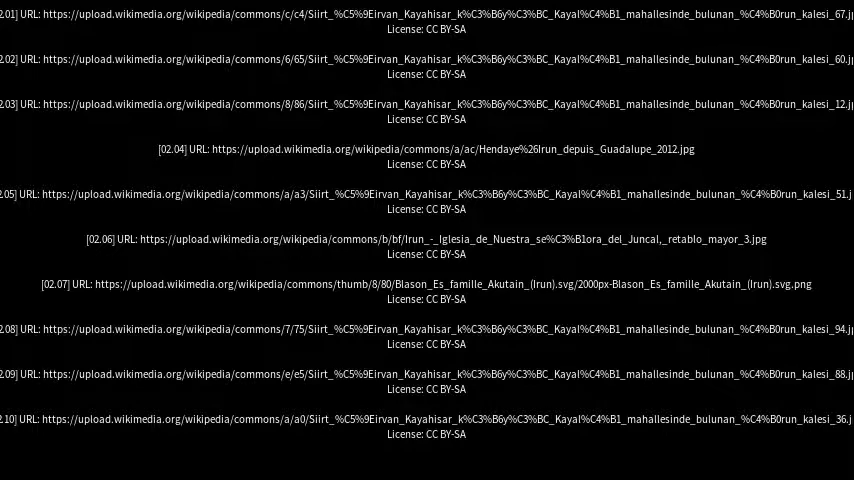 2.01] URL: https://upload.wikimedia.org/wikipedia/commons/c/c4/Siirt_%C5%9Eirvan_Kayahisar_k%C3%B6y%C3%BC_Kayal%C4%B1_mahallesinde_bulunan_%C4%B0run_kalesi_67.j
License: CC BY-SA
2.02] URL: https://upload.wikimedia.org/wikipedia/commons/6/65/Siirt_%C5%9Eirvan_Kayahisar_k%C3%B6y%C3%BC_Kayal%C4%B1_mahallesinde_bulunan_%C4%B0run_kalesi_60.j
License: CC BY-SA
2.03] URL: https://upload.wikimedia.org/wikipedia/commons/8/86/Siirt_%C5%9Eirvan_Kayahisar_k%C3%B6y%C3%BC_Kayal%C4%B1_mahallesinde_bulunan_%C4%B0run_kalesi_12.j
License: CC BY-SA
[02.04] URL: https://upload.wikimedia.org/wikipedia/commons/a/ac/Hendaye%26Irun_depuis_Guadalupe_2012.jpg
License: CC BY-SA
2.05] URL: https://upload.wikimedia.org/wikipedia/commons/a/a3/Siirt_%C5%9Eirvan_Kayahisar_k%C3%B6y%C3%BC_Kayal%C4%B1_mahallesinde_bulunan_%C4%B0run_kalesi_51.j
License: CC BY-SA
[02.06] URL: https://upload.wikimedia.org/wikipedia/commons/b/bf/Irun_-_Iglesia_de_Nuestra_se%C3%B1ora_del_Juncal,_retablo_mayor_3.jpg
License: CC BY-SA
[02.07] URL: https://upload.wikimedia.org/wikipedia/commons/thumb/8/80/Blason_Es_famille_Akutain_(Irun).svg/2000px-Blason_Es_famille_Akutain_(Irun).svg.png
License: CC BY-SA
2.08] URL: https://upload.wikimedia.org/wikipedia/commons/7/75/Siirt_%C5%9Eirvan_Kayahisar_k%C3%B6y%C3%BC_Kayal%C4%B1_mahallesinde_bulunan_%C4%B0run_kalesi_94.j
License: CC BY-SA
2.09] URL: https://upload.wikimedia.org/wikipedia/commons/e/e5/Siirt_%C5%9Eirvan_Kayahisar_k%C3%B6y%C3%BC_Kayal%C4%B1_mahallesinde_bulunan_%C4%B0run_kalesi_88.j
License: CC BY-SA
2.10] URL: https://upload.wikimedia.org/wikipedia/commons/a/a0/Siirt_%C5%9Eirvan_Kayahisar_k%C3%B6y%C3%BC_Kayal%C4%B1_mahallesinde_bulunan_%C4%B0run_kalesi_36.j
License: CC BY-SA